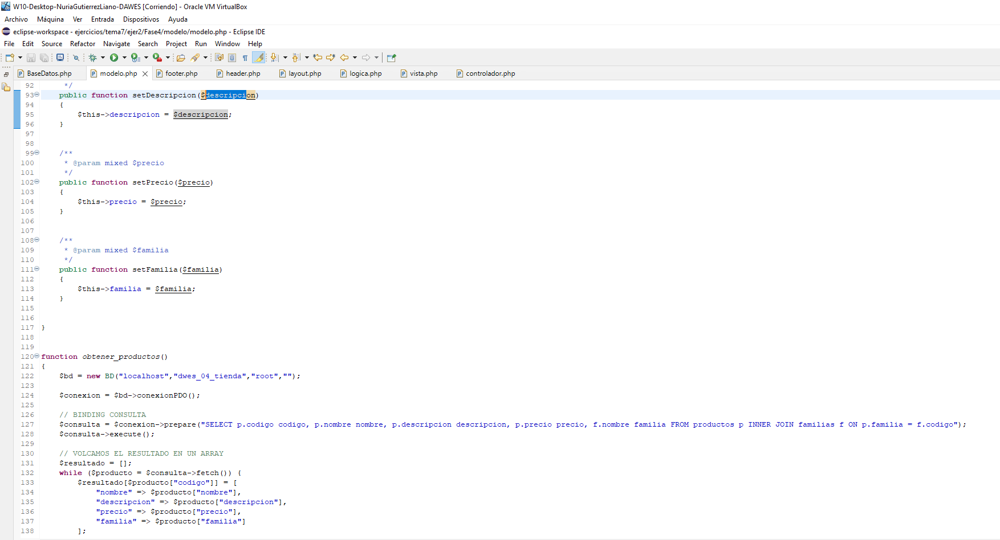 W10-Desktop-NuriaGutierrezLiano-DAWES [Corriendo] - Oracle VM VirtualBox
Archivo Máquina Ver Entrada Dispositivos Ayuda
eclipse-workspace - ejercicios/tema7/ejer2/Fase4/modelo/modelo.php - Eclipse IDE
File Edit Source Refactor Navigate Search Project Run Window Help
BaseDatos.php modelo.php footer.php header.php layout.php logica.php vista.php controlador.php
92 */
93 public function setDescripcion($descripcion)
94 {
95 $this->descripcion = $descripcion;
96 }
97
98
99 /**
100 * @param mixed $precio
101 */
102 public function setPrecio($precio)
103 {
104 $this->precio = $precio;
105 }
106
107
108 /**
109 * @param mixed $familia
110 */
111 public function setFamilia($familia)
112 {
113 $this->familia = $familia;
114 }
115
116
117 }
118
119
120 function obtener_productos()
121 {
122 $bd = new BD("localhost","dwes_04_tienda","root","");
123
124 $conexion = $bd->conexionPDO();
125
126 // BINDING CONSULTA
127 $consulta = $conexion->prepare("SELECT p.codigo codigo, p.nombre nombre, p.descripcion descripcion, p.precio precio, f.nombre familia FROM productos p INNER JOIN familias f ON p.familia = f.codigo");
128 $consulta->execute();
129
130 // VOLCAMOS EL RESULTADO EN UN ARRAY
131 $resultado = [];
132 while ($producto = $consulta->fetch()) {
133 $resultado[$producto["codigo"]] = [
134 "nombre" => $producto["nombre"],
135 "descripcion" => $producto["descripcion"],
136 "precio" => $producto["precio"],
137 "familia" => $producto["familia"]
138 ];